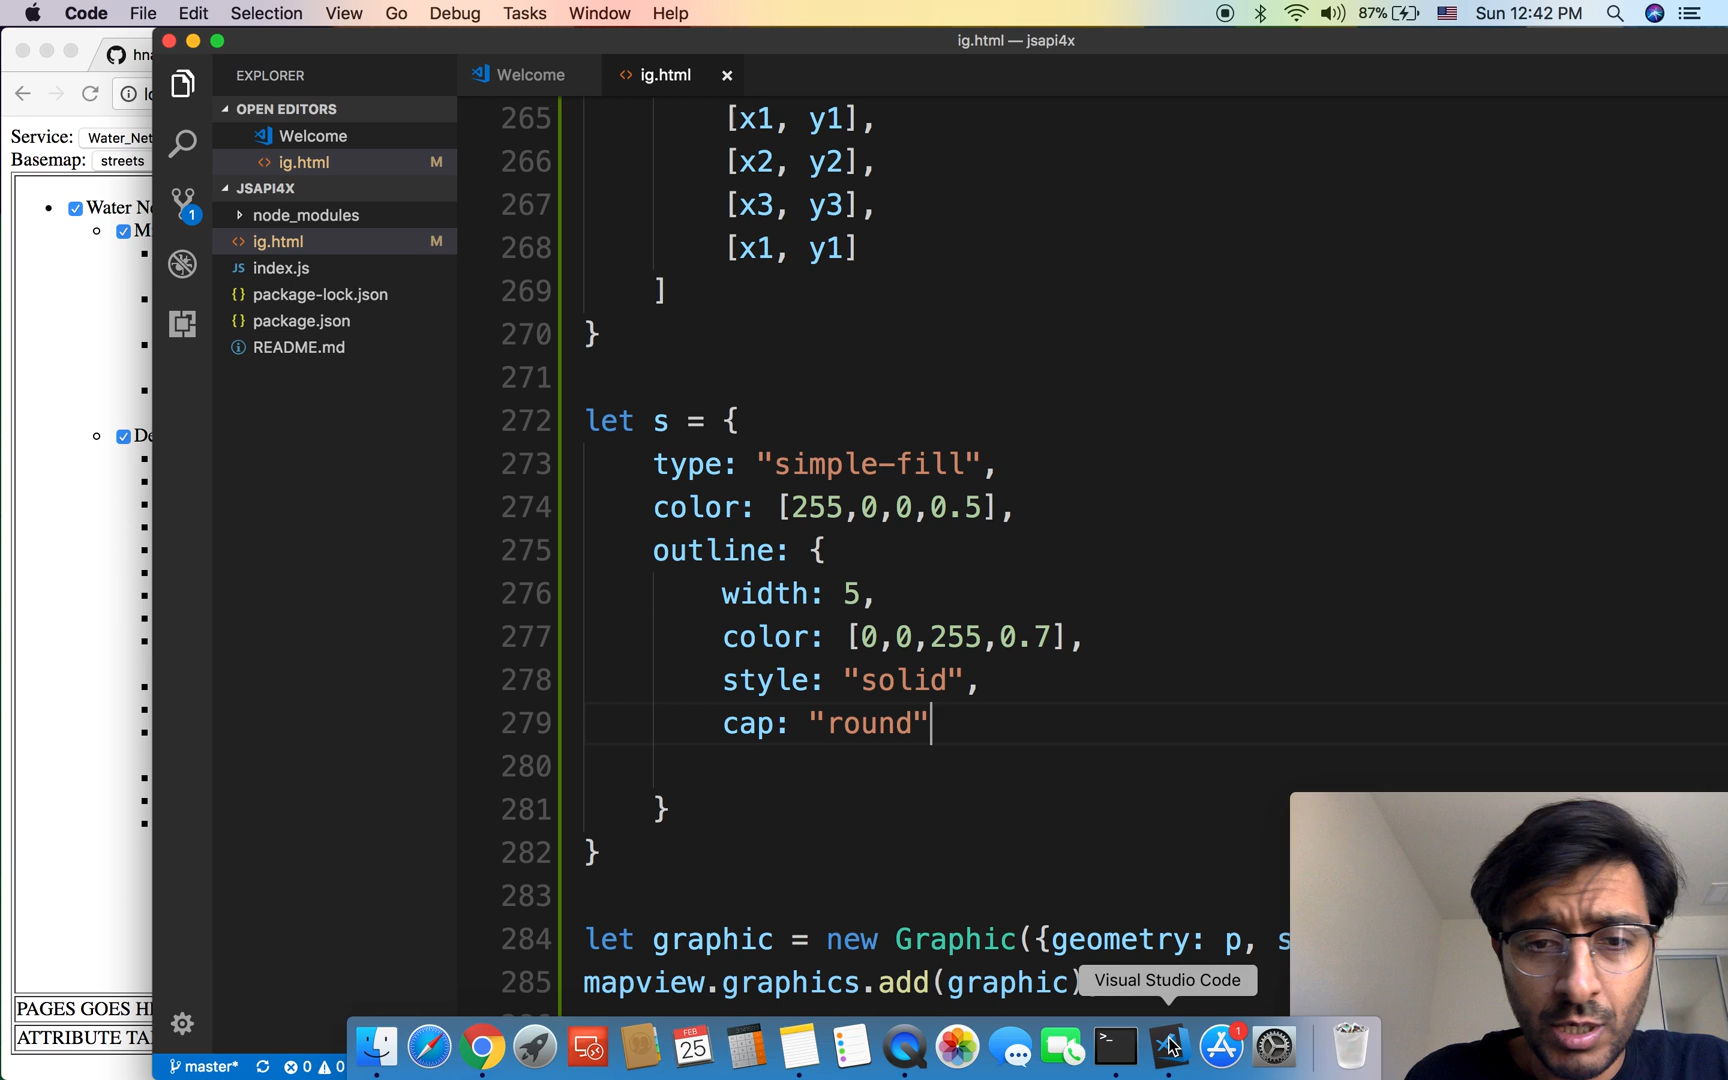 Code File Edit Selection View Go Debug Tasks Window Help 87% Sun 12:42 PM
ig.html — jsapi4x
hna
Service: Water_Net
Basemap: streets
Water Ne
M
De
PAGES GOES HE
ATTRIBUTE TA
EXPLORER
OPEN EDITORS
Welcome
ig.html M
JSAPI4X
node_modules
ig.html M
JS index.js
{} package-lock.json
{} package.json
README.md
1
Welcome
<> ig.html ×
265 [x1, y1],
266 [x2, y2],
267 [x3, y3],
268 [x1, y1]
269 ]
270 }
271
272 let s = {
273 type: "simple-fill",
274 color: [255,0,0,0.5],
275 outline: {
276 width: 5,
277 color: [0,0,255,0.7],
278 style: "solid",
279 cap: "round"
280
281 }
282 }
283
284 let graphic = new Graphic({geometry: p, s
285 mapview.graphics.add(graphic)
Visual Studio Code
FEB
25
1
master* 0 0